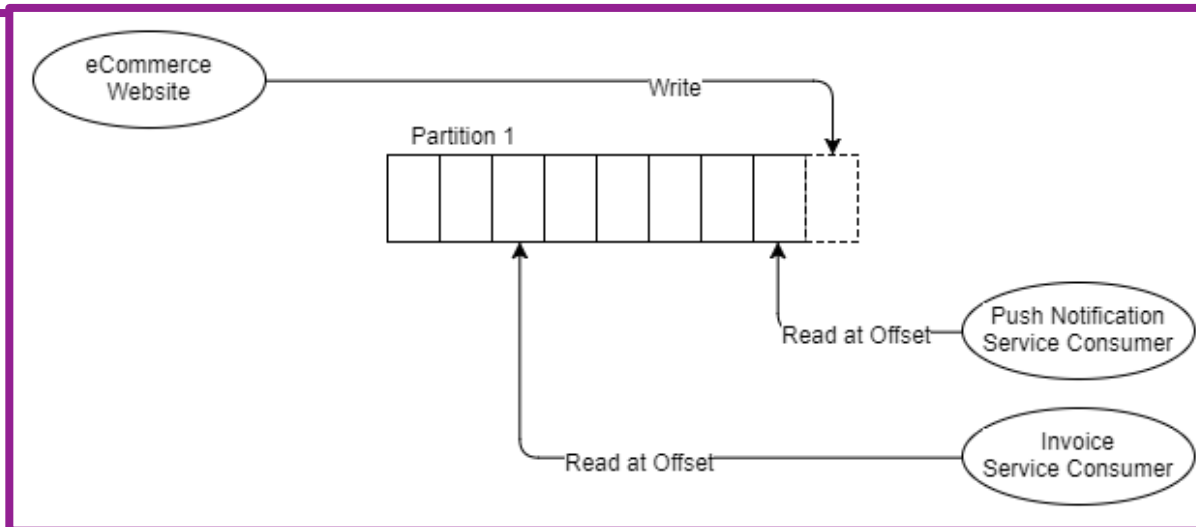 eCommerce
Website
Write
Partition 1
Read at Offset
Push Notification
Service Consumer
Read at Offset
Invoice
Service Consumer